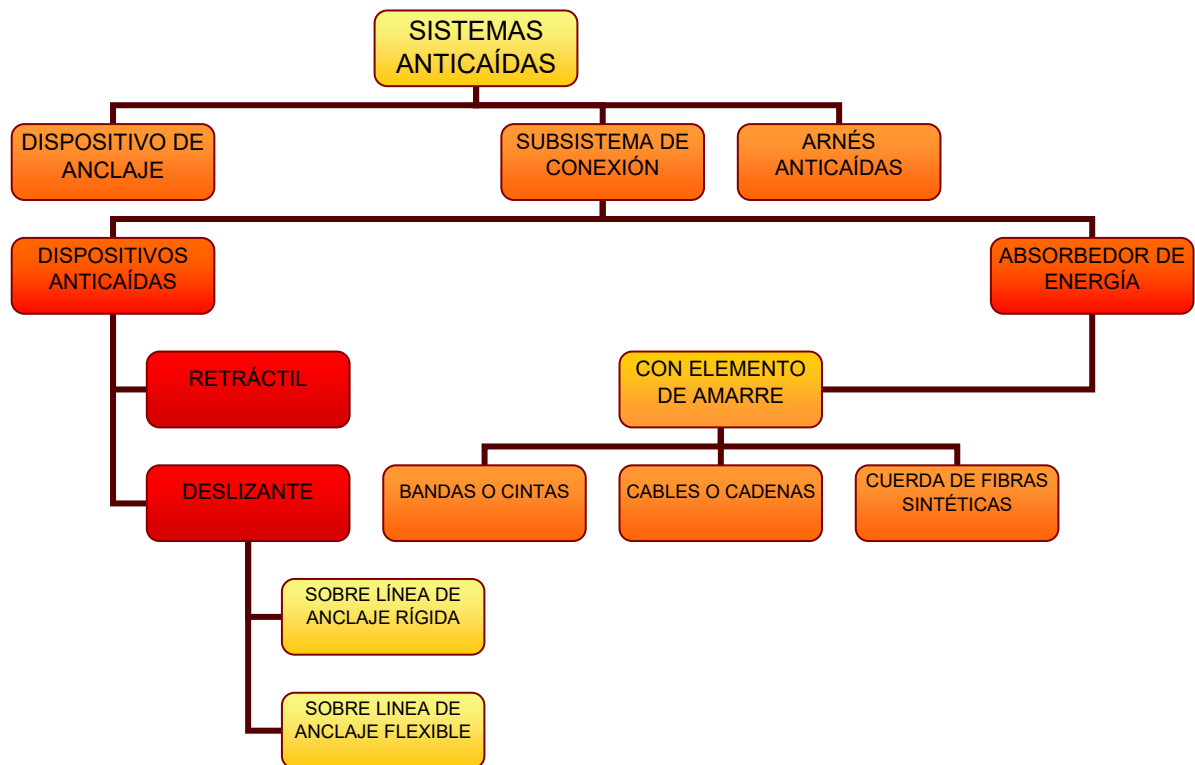 SISTEMAS
ANTICAÍDAS
DISPOSITIVO DE
ANCLAJE
SUBSISTEMA DE
CONEXIÓN
ARNÉS
ANTICAÍDAS
DISPOSITIVOS
ANTICAÍDAS
ABSORBEDOR DE
ENERGÍA
RETRÁCTIL
CON ELEMENTO
DE AMARRE
DESLIZANTE
BANDAS O CINTAS
CABLES O CADENAS
CUERDA DE FIBRAS
SINTÉTICAS
SOBRE LÍNEA DE
ANCLAJE RÍGIDA
SOBRE LINEA DE
ANCLAJE FLEXIBLE